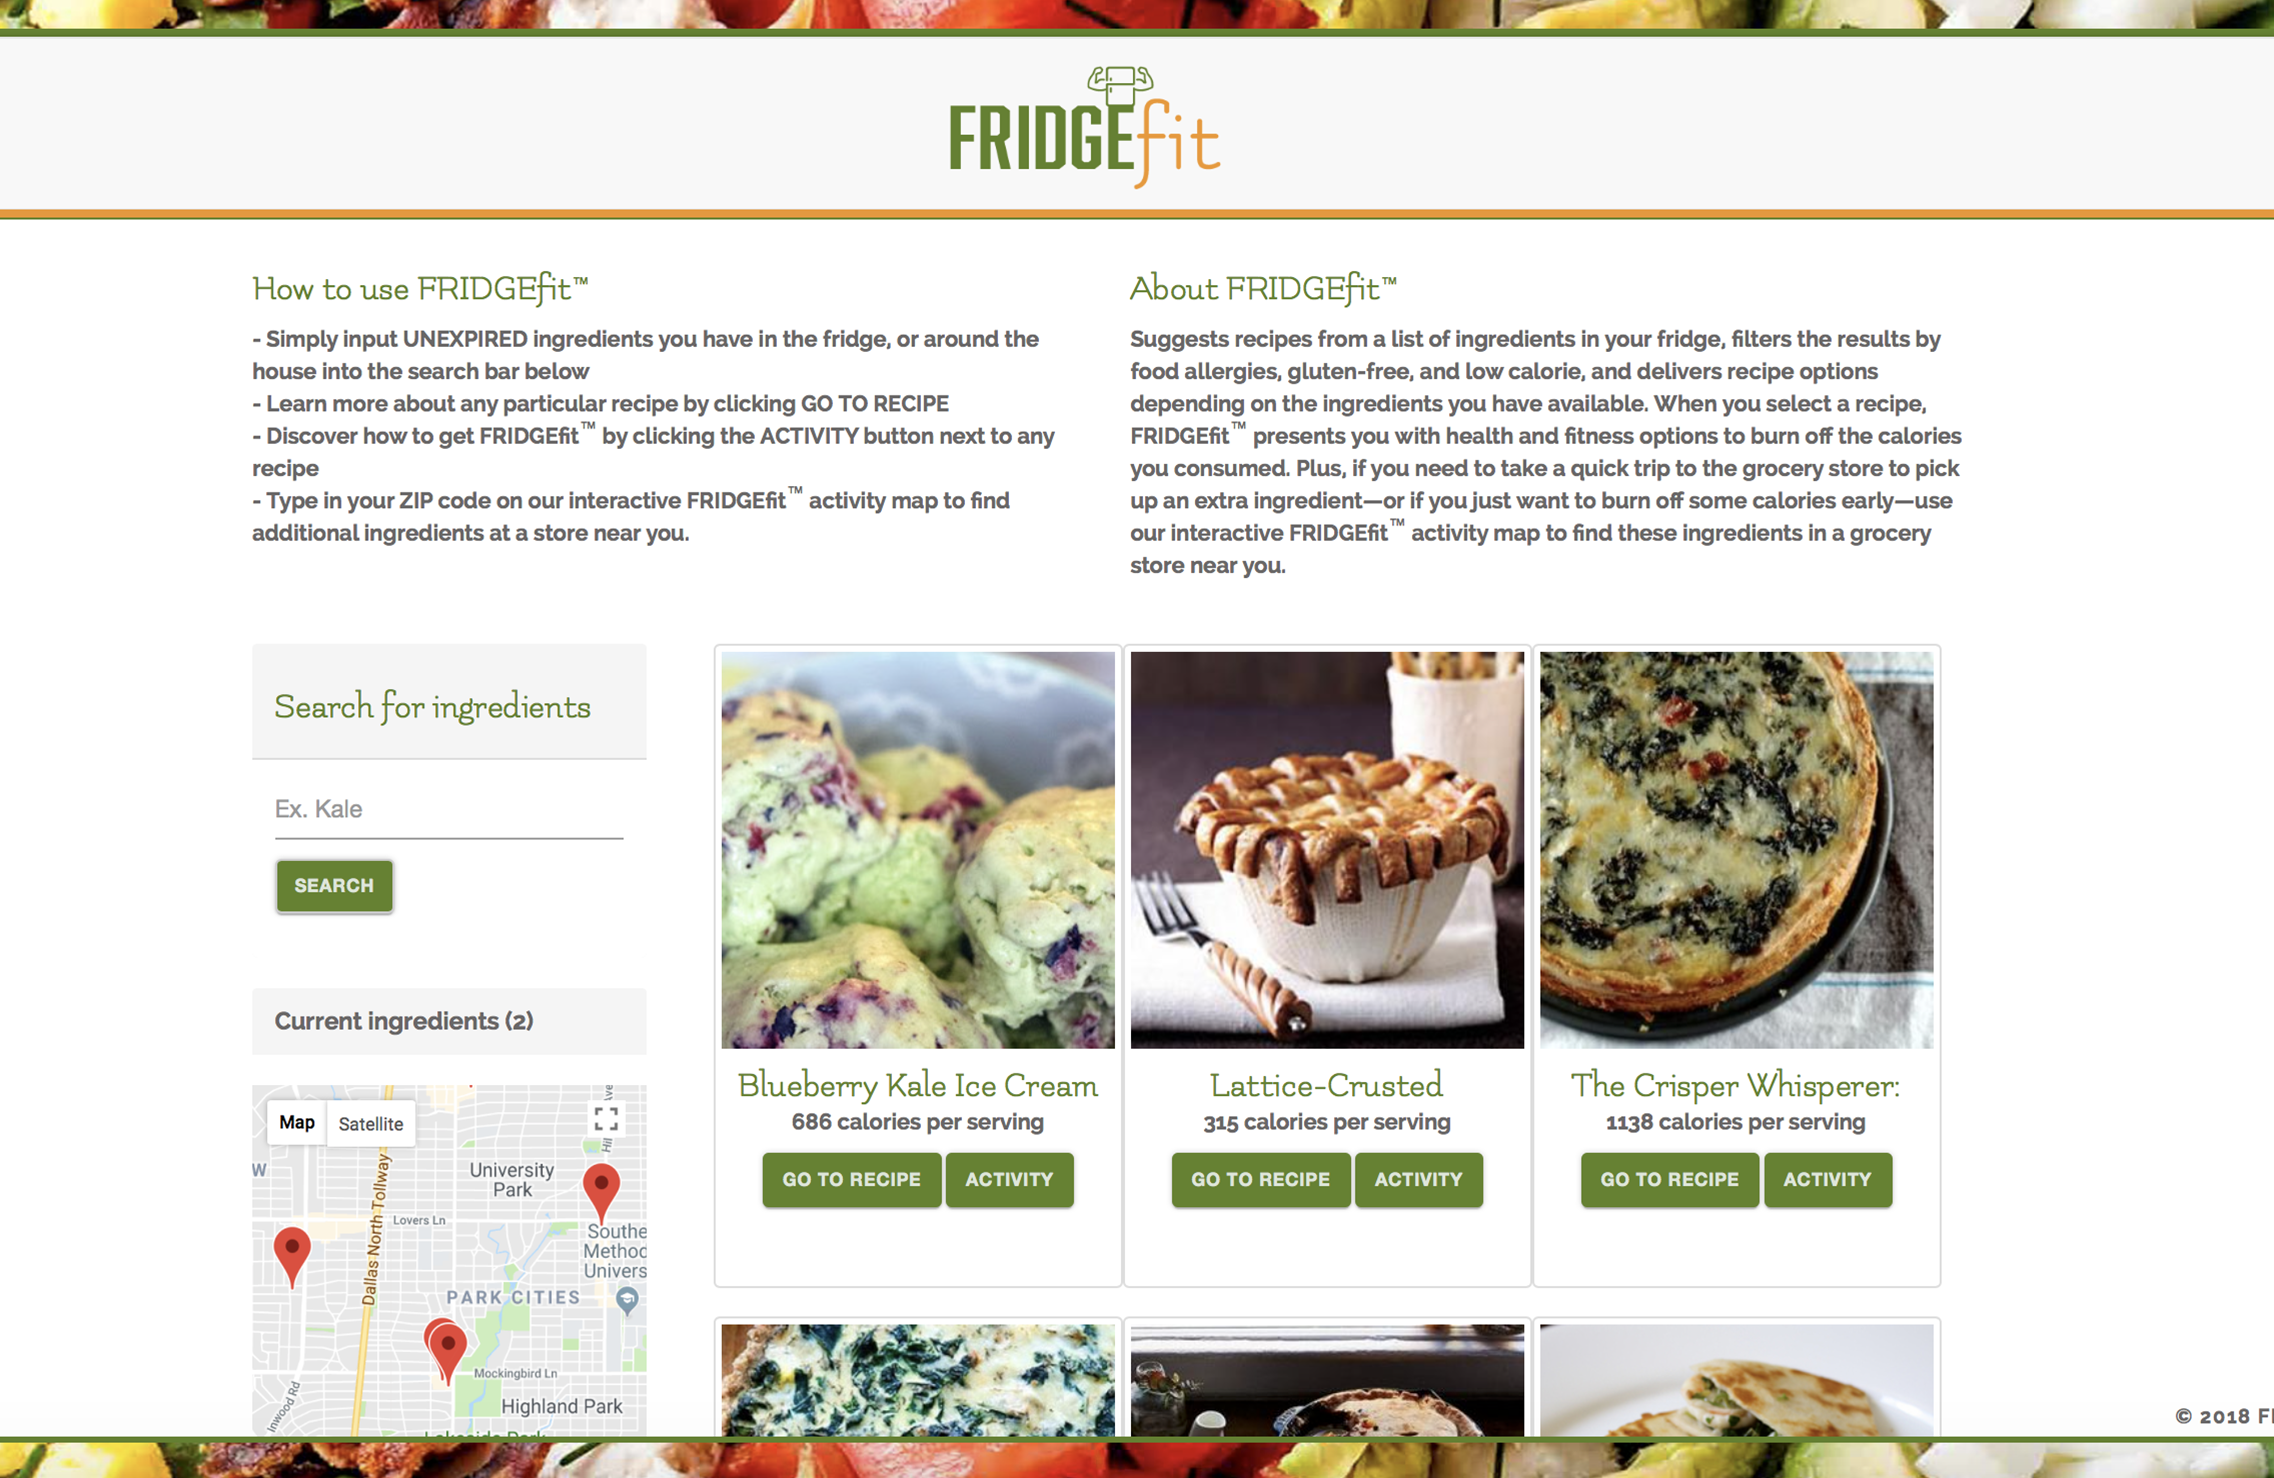 FRIDGEfit
How to use FRIDGEfit™
- Simply input UNEXPIRED ingredients you have in the fridge, or around the
house into the search bar below
- Learn more about any particular recipe by clicking GO TO RECIPE
- Discover how to get FRIDGEfit™ by clicking the ACTIVITY button next to any
recipe
- Type in your ZIP code on our interactive FRIDGEfit™ activity map to find
additional ingredients at a store near you.
About FRIDGEfit™
Suggests recipes from a list of ingredients in your fridge, filters the results by
food allergies, gluten-free, and low calorie, and delivers recipe options
depending on the ingredients you have available. When you select a recipe,
FRIDGEfit™ presents you with health and fitness options to burn off the calories
you consumed. Plus, if you need to take a quick trip to the grocery store to pick
up an extra ingredient—or if you just want to burn off some calories early—use
our interactive FRIDGEfit™ activity map to find these ingredients in a grocery
store near you.
Search for ingredients
Ex. Kale
SEARCH
Current ingredients (2)
Map
Satellite
W
University
Park
Lovers Ln
Dallas North Tollway
Southe
Method
Univers
PARK CITIES
Mockingbird Ln
Inwood Rd
Highland Park
Blueberry Kale Ice Cream
686 calories per serving
GO TO RECIPE
ACTIVITY
Lattice-Crusted
315 calories per serving
GO TO RECIPE
ACTIVITY
The Crisper Whisperer:
1138 calories per serving
GO TO RECIPE
ACTIVITY
© 2018 F